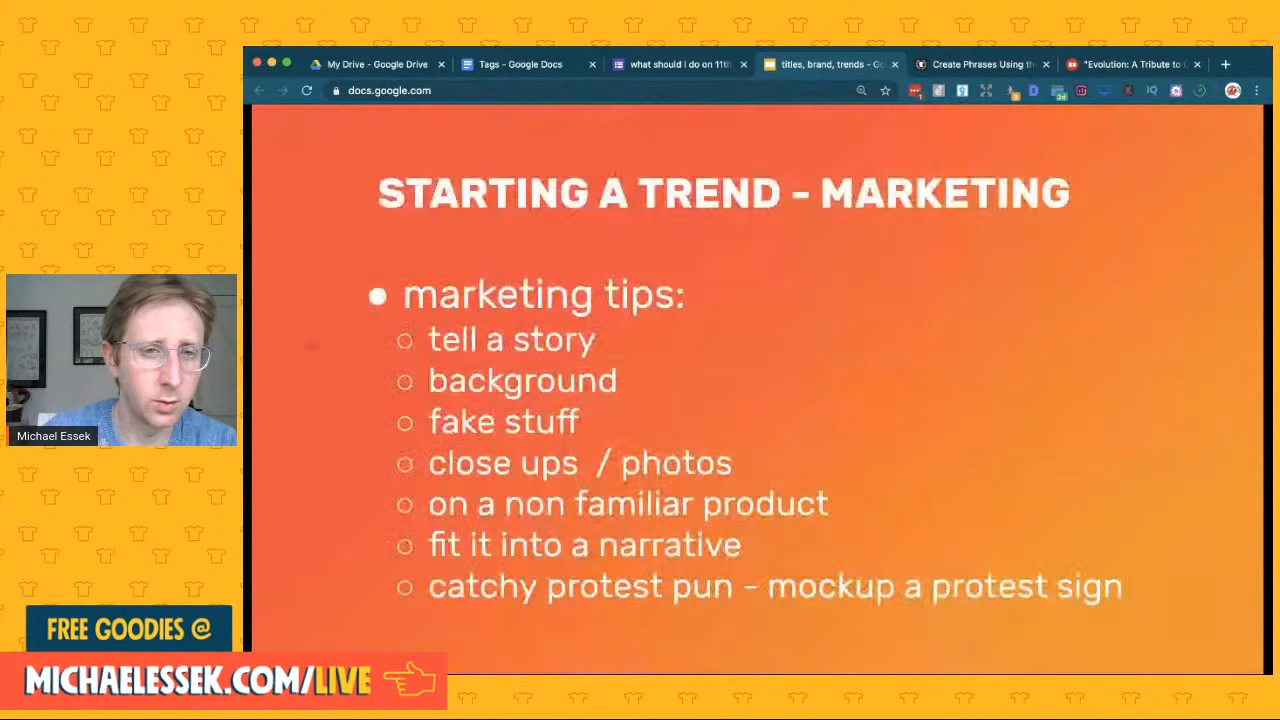 My Drive - Google Drive
Tags - Google Docs
what should I do on 11th
titles, brand, trends - Go
Create Phrases Using th
"Evolution: A Tribute to
docs.google.com
STARTING A TREND - MARKETING
marketing tips:
tell a story
background
fake stuff
close ups / photos
on a non familiar product
fit it into a narrative
catchy protest pun - mockup a protest sign
Michael Essek
FREE GOODIES @
MICHAELESSEK.COM/LIVE